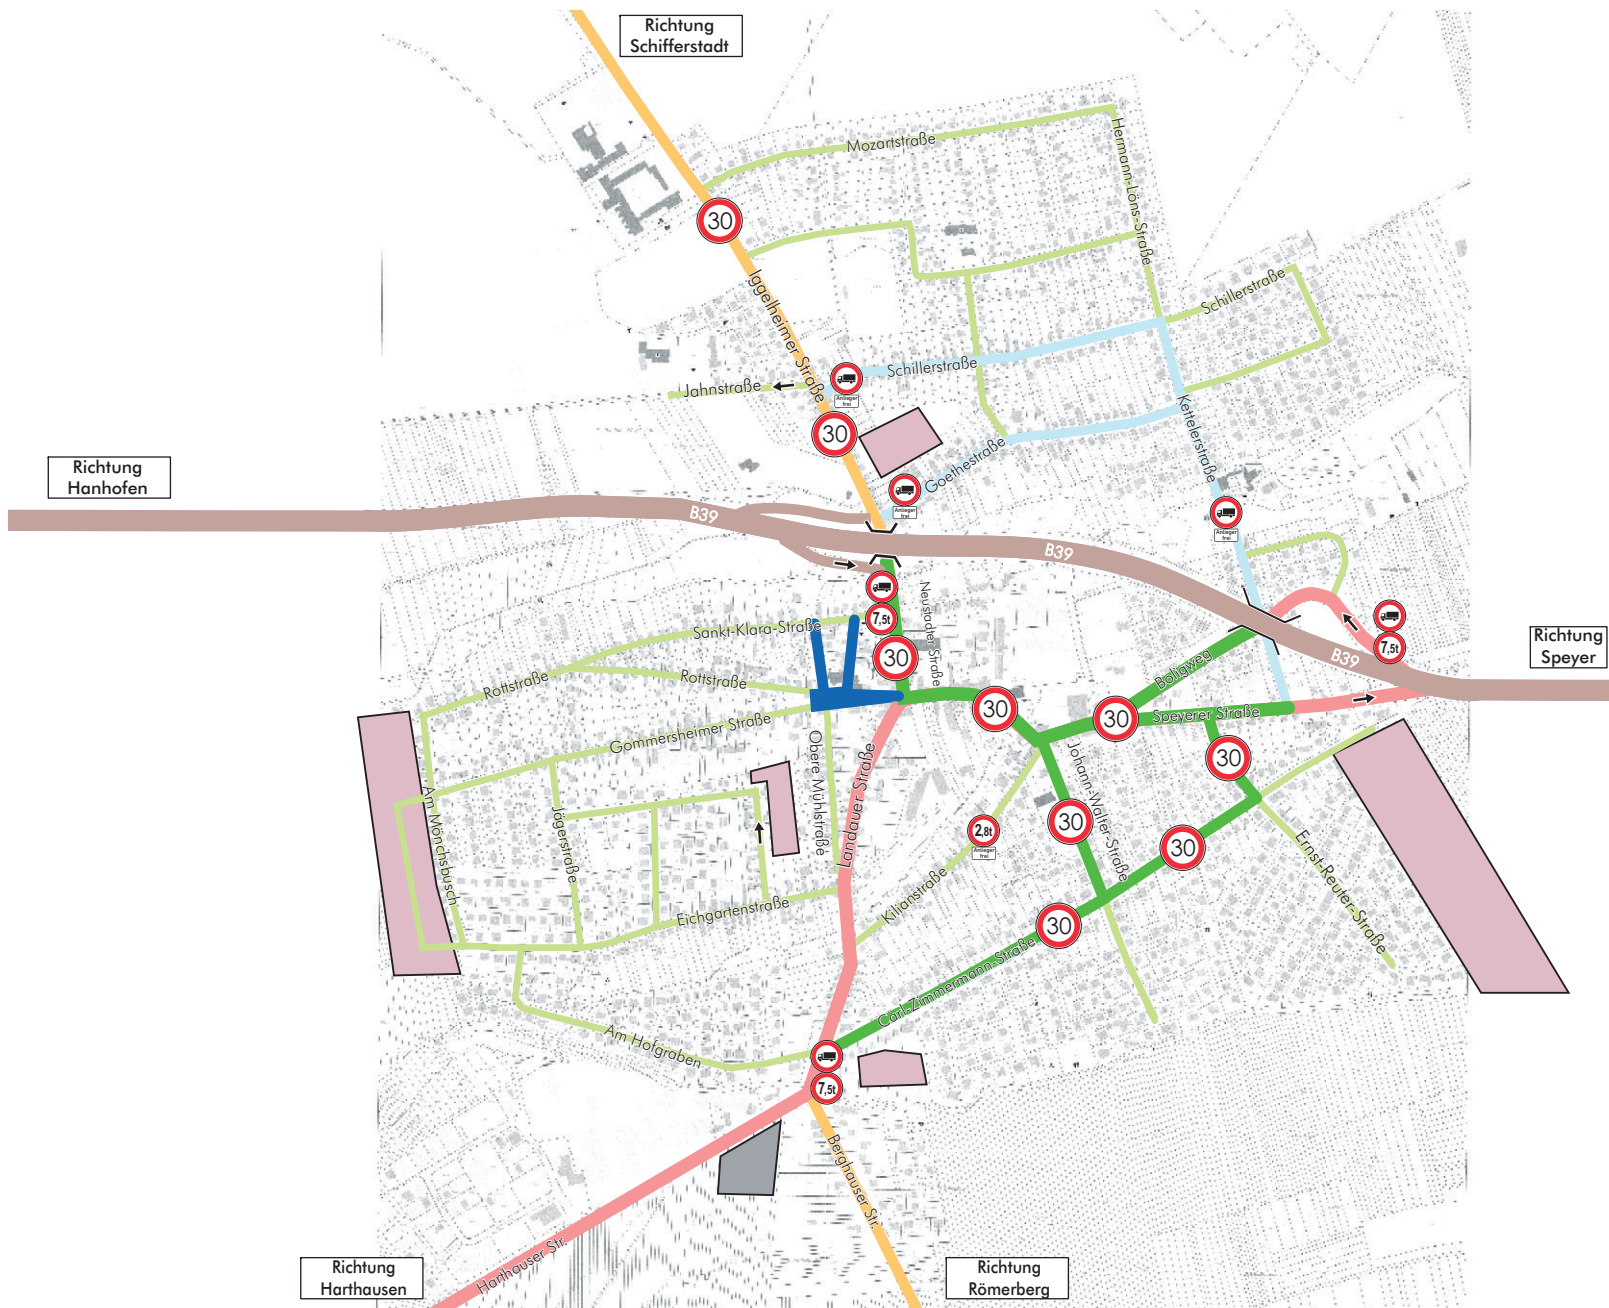 Richtung
Schifferstadt
Mozartstraße
Hermann-Löns-Straße
30
Iggelheimer Straße
Schillerstraße
Schillerstraße
Jahnstraße
Anlieger
frei
Kettelerstraße
30
Goethestraße
Richtung
Hanhofen
Anlieger
frei
Anlieger
frei
B39
B39
Neustadter Straße
7,5t
Sankt-Klara-Straße
30
7,5t
Richtung
Speyer
B39
Boligweg
Rottstraße
Rottstraße
30
30
Speyerer Straße
Gommersheimer Straße
Obere Mühlstraße
Landauer Straße
Johann-Walter-Straße
30
Am Mönchsbusch
Jägerstraße
2,8t
Anlieger
frei
30
30
Ernst-Reuter-Straße
Kilianstraße
Eichgartenstraße
30
Carl-Zimmermann-Straße
Am Hofgraben
7,5t
Berghauser Str.
Harthauser Str.
Richtung
Harthausen
Richtung
Römerberg